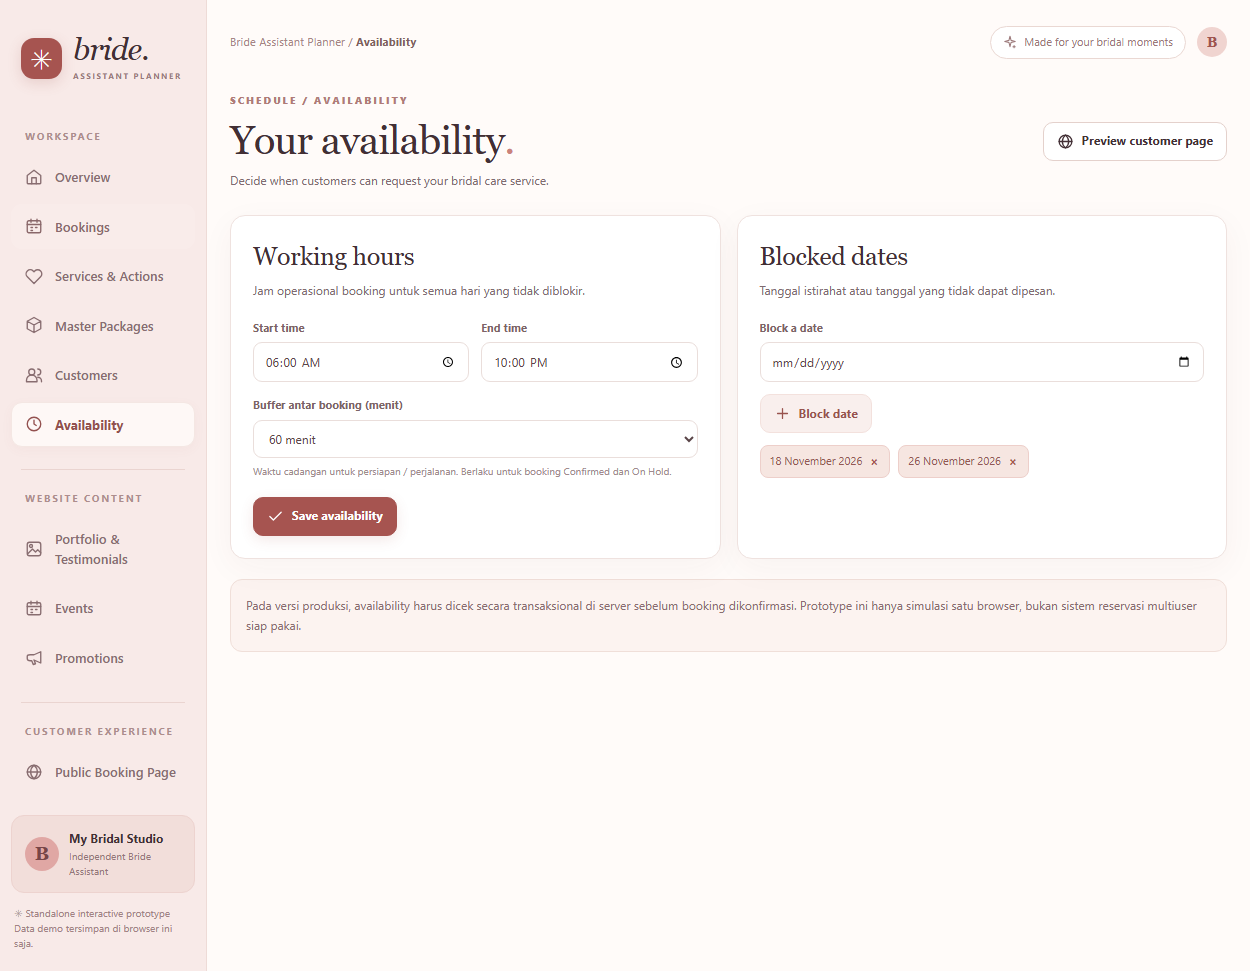 bride.
ASSISTANT PLANNER
WORKSPACE
Overview
Bookings
Services & Actions
Master Packages
Customers
Availability
WEBSITE CONTENT
Portfolio &
Testimonials
Events
Promotions
CUSTOMER EXPERIENCE
Public Booking Page
B
My Bridal Studio
Independent Bride
Assistant
✳ Standalone interactive prototype
Data demo tersimpan di browser ini
saja.
Bride Assistant Planner / Availability
Made for your bridal moments
B
SCHEDULE / AVAILABILITY
Your availability.
Decide when customers can request your bridal care service.
Preview customer page
Working hours
Jam operasional booking untuk semua hari yang tidak diblokir.
Start time
End time
06:00 AM
10:00 PM
Buffer antar booking (menit)
60 menit
Waktu cadangan untuk persiapan / perjalanan. Berlaku untuk booking Confirmed dan On Hold.
Save availability
Blocked dates
Tanggal istirahat atau tanggal yang tidak dapat dipesan.
Block a date
mm/dd/yyyy
Block date
18 November 2026 ×
26 November 2026 ×
Pada versi produksi, availability harus dicek secara transaksional di server sebelum booking dikonfirmasi. Prototype ini hanya simulasi satu browser, bukan sistem reservasi multiuser
siap pakai.